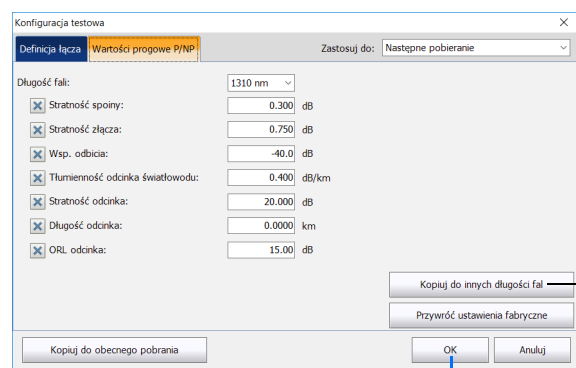 Konfiguracja testowa
Definicja łącza Wartości progowe P/NP Zastosuj do: Następne pobieranie
Długość fali: 1310 nm
Stratność spoiny: 0.300 dB
Stratność złącza: 0.750 dB
Wsp. odbicia: -40.0 dB
Tłumienność odcinka światłowodu: 0.400 dB/km
Stratność odcinka: 20.000 dB
Długość odcinka: 0.0000 km
ORL odcinka: 15.00 dB
Kopiuj do innych długości fal
Przywróć ustawienia fabryczne
Kopiuj do obecnego pobrania OK Anuluj